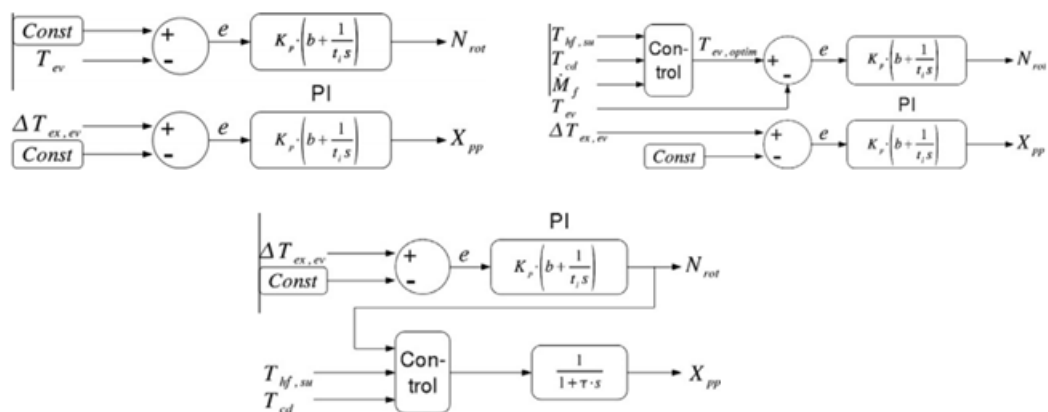 Const
T_ev
+
-
e
K_p·(b+1/(t_i s))
N_rot
PI
ΔT_ex,ev
Const
+
-
e
K_p·(b+1/(t_i s))
X_pp
T_hf,su
T_cd
Ṁ_f
T_ev
Con-
trol
T_ev,optim
+
-
e
K_p·(b+1/(t_i s))
N_rot
PI
ΔT_ex,ev
Const
+
-
e
K_p·(b+1/(t_i s))
X_pp
PI
ΔT_ex,ev
Const
+
-
e
K_p·(b+1/(t_i s))
N_rot
T_hf,su
T_cd
Con-
trol
1/(1+τ·s)
X_pp